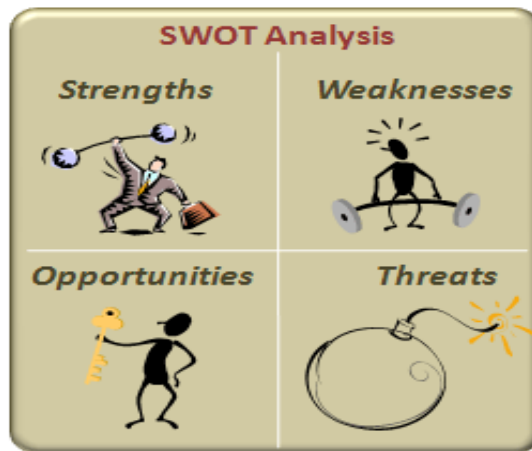 SWOT Analysis
Strengths
Weaknesses
Opportunities
Threats